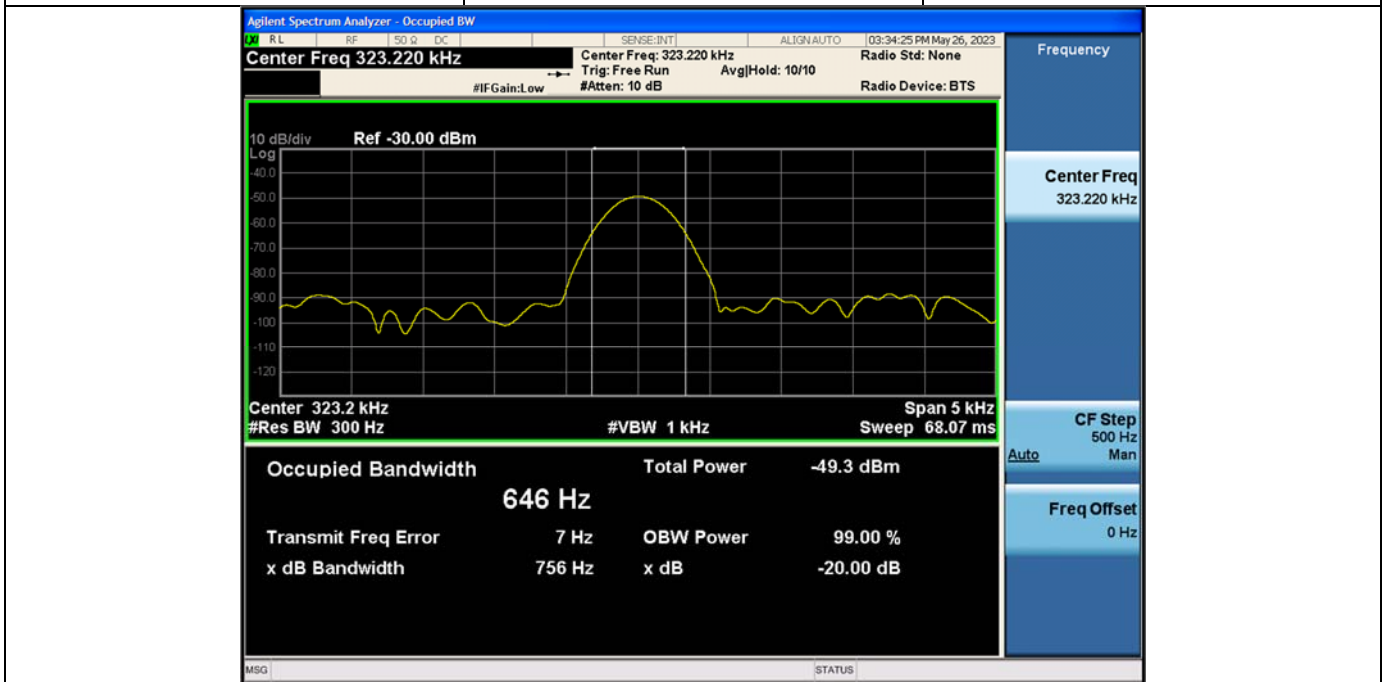 Agilent Spectrum Analyzer - Occupied BW
LXI RL RF 50 Ω DC SENSE:INT ALIGN AUTO 03:34:25 PM May 26, 2023
Center Freq 323.220 kHz
Center Freq: 323.220 kHz
Radio Std: None
Trig: Free Run Avg|Hold: 10/10
#IFGain:Low
#Atten: 10 dB
Radio Device: BTS
10 dB/div Ref -30.00 dBm
Log
-40.0
-50.0
-60.0
-70.0
-80.0
-90.0
-100
-110
-120
Center 323.2 kHz
Span 5 kHz
#Res BW 300 Hz
#VBW 1 kHz
Sweep 68.07 ms
Occupied Bandwidth
Total Power -49.3 dBm
646 Hz
Transmit Freq Error 7 Hz OBW Power 99.00 %
x dB Bandwidth 756 Hz x dB -20.00 dB
MSG
STATUS
Frequency
Center Freq
323.220 kHz
CF Step
500 Hz
Auto Man
Freq Offset
0 Hz